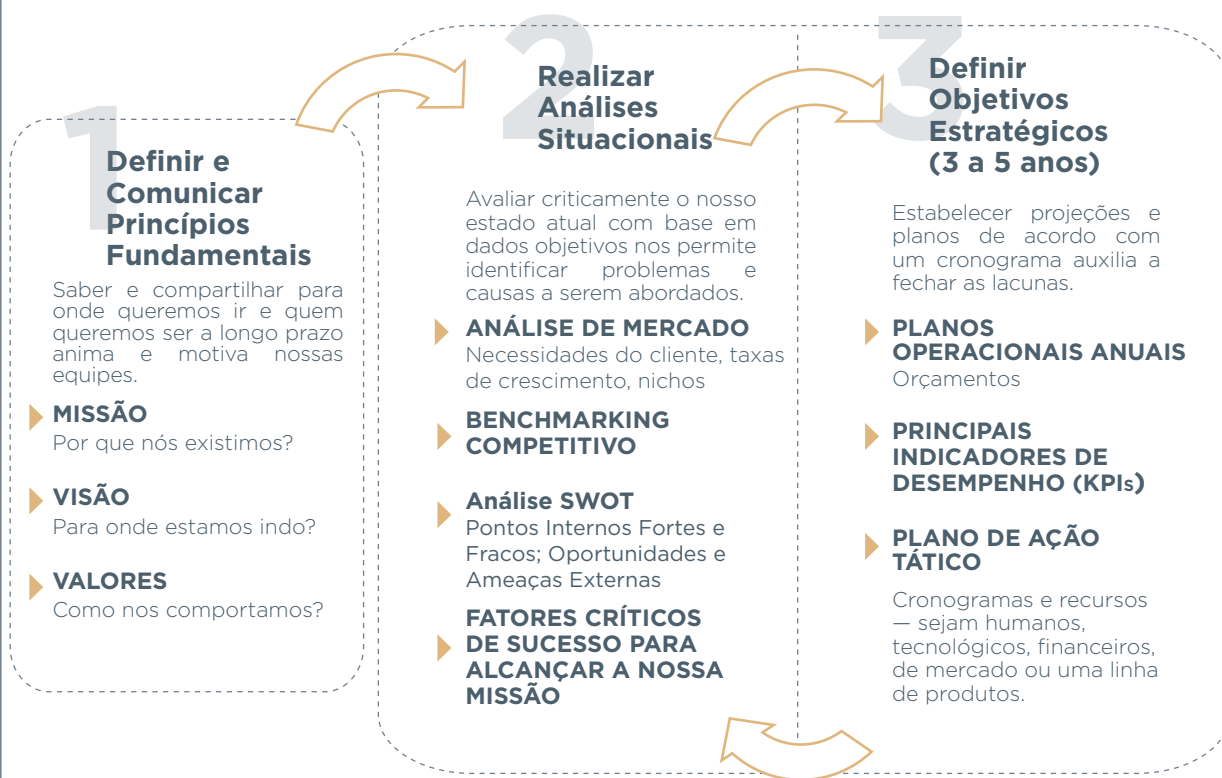 1
Definir e
Comunicar
Princípios
Fundamentais
Saber e compartilhar para
onde queremos ir e quem
queremos ser a longo prazo
anima e motiva nossas
equipes.
MISSÃO
Por que nós existimos?
VISÃO
Para onde estamos indo?
VALORES
Como nos comportamos?
2
Realizar
Análises
Situacionais
Avaliar criticamente o nosso
estado atual com base em
dados objetivos nos permite
identificar problemas e
causas a serem abordados.
ANÁLISE DE MERCADO
Necessidades do cliente, taxas
de crescimento, nichos
BENCHMARKING
COMPETITIVO
Análise SWOT
Pontos Internos Fortes e
Fracos; Oportunidades e
Ameaças Externas
FATORES CRÍTICOS
DE SUCESSO PARA
ALCANÇAR A NOSSA
MISSÃO
3
Definir
Objetivos
Estratégicos
(3 a 5 anos)
Estabelecer projeções e
planos de acordo com
um cronograma auxilia a
fechar as lacunas.
PLANOS
OPERACIONAIS ANUAIS
Orçamentos
PRINCIPAIS
INDICADORES DE
DESEMPENHO (KPIs)
PLANO DE AÇÃO
TÁTICO
Cronogramas e recursos
— sejam humanos,
tecnológicos, financeiros,
de mercado ou uma linha
de produtos.